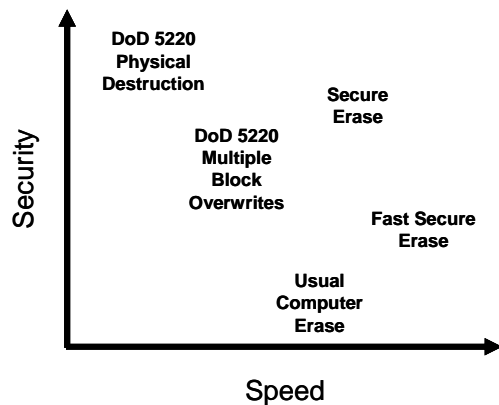 DoD 5220
Physical
Destruction
Secure
Erase
DoD 5220
Multiple
Block
Overwrites
Fast Secure
Erase
Usual
Computer
Erase
Security
Speed